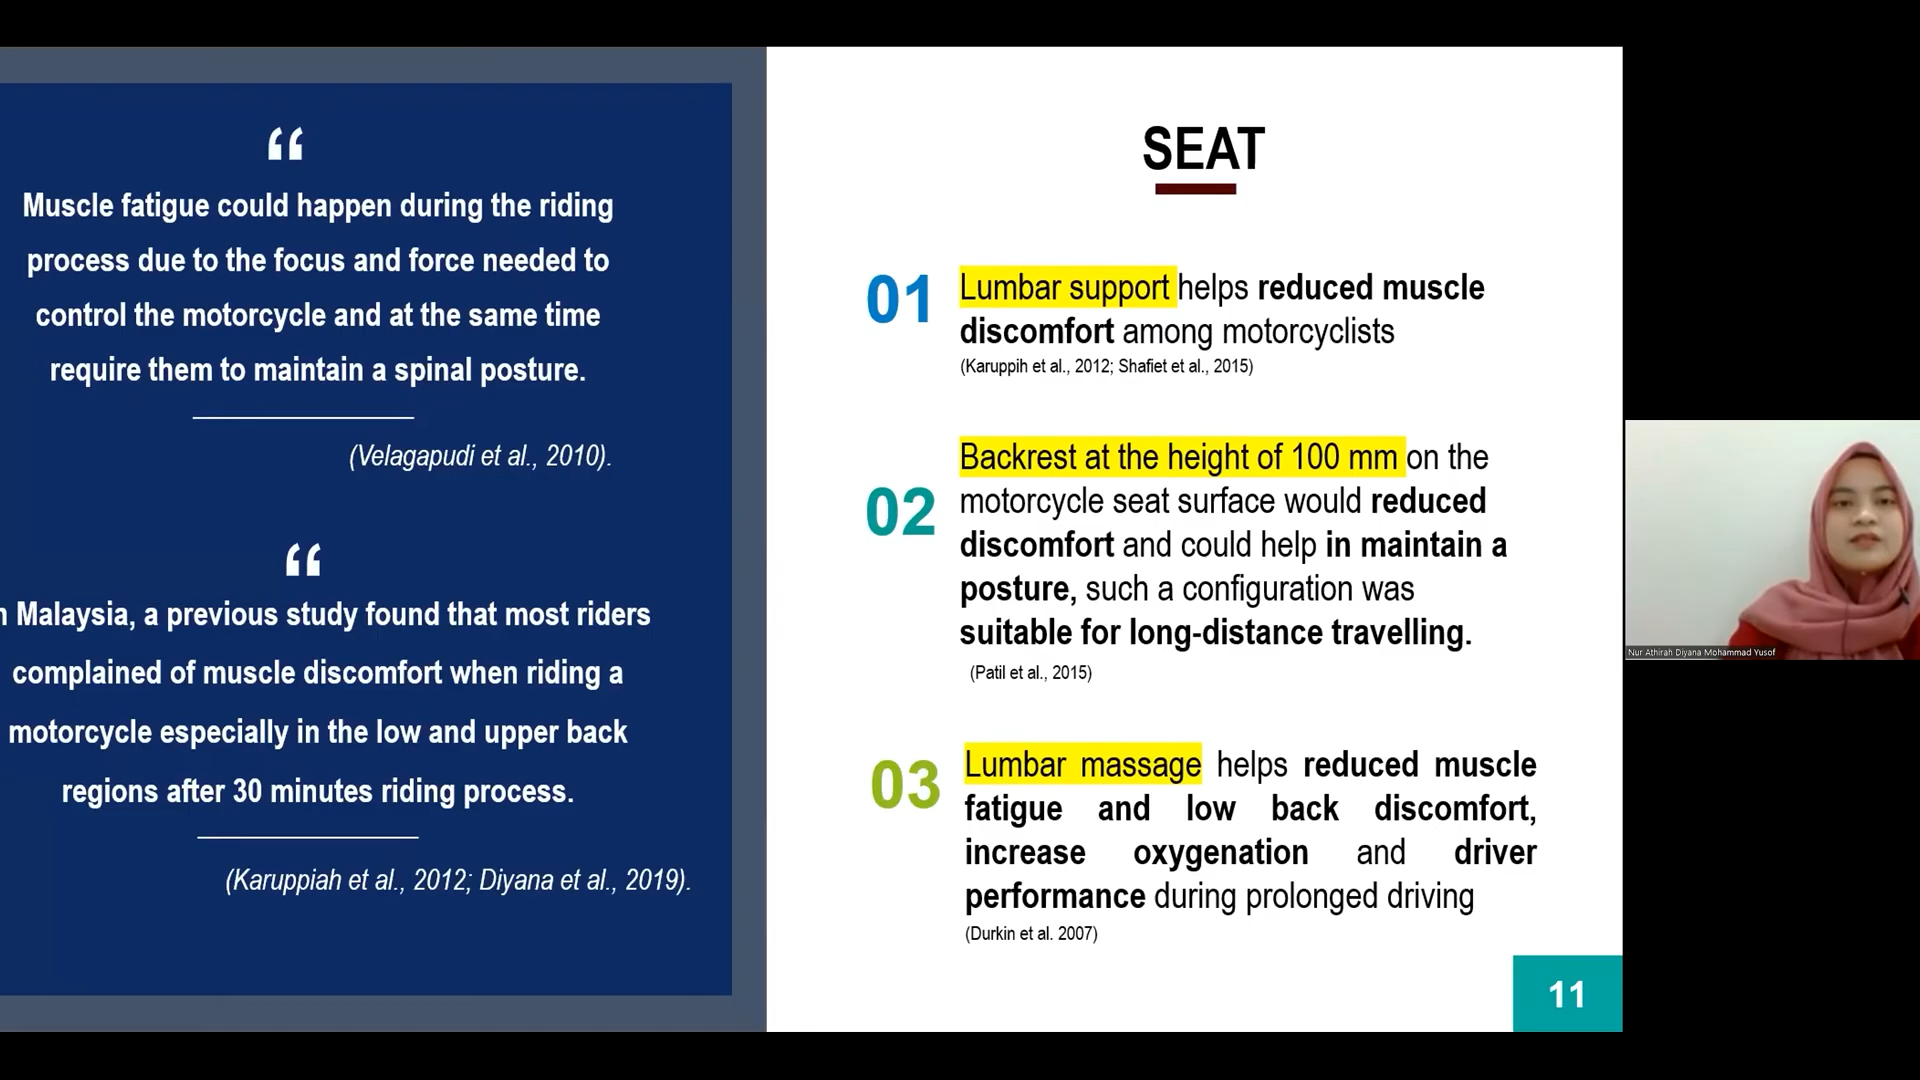 “
Muscle fatigue could happen during the riding
process due to the focus and force needed to
control the motorcycle and at the same time
require them to maintain a spinal posture.
(Velagapudi et al., 2010).
“
n Malaysia, a previous study found that most riders
complained of muscle discomfort when riding a
motorcycle especially in the low and upper back
regions after 30 minutes riding process.
(Karuppiah et al., 2012; Diyana et al., 2019).
SEAT
01
Lumbar support helps reduced muscle
discomfort among motorcyclists
(Karuppih et al., 2012; Shafiet et al., 2015)
02
Backrest at the height of 100 mm on the
motorcycle seat surface would reduced
discomfort and could help in maintain a
posture, such a configuration was
suitable for long-distance travelling.
(Patil et al., 2015)
03
Lumbar massage helps reduced muscle
fatigue and low back discomfort,
increase oxygenation and driver
performance during prolonged driving
(Durkin et al. 2007)
11
Nur Athirah Diyana Mohammad Yusof